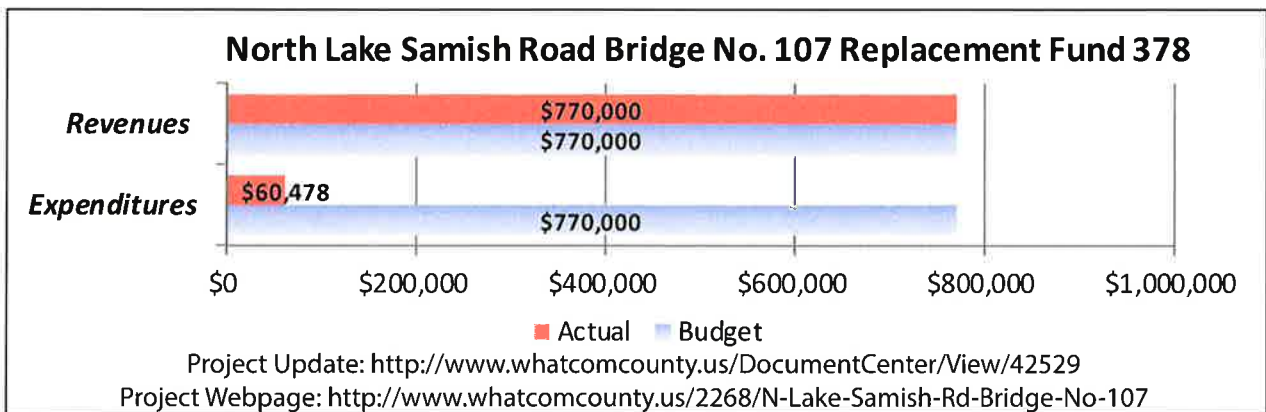 North Lake Samish Road Bridge No. 107 Replacement Fund 378
Revenues
$770,000
$770,000
Expenditures
$60,478
$770,000
$0 $200,000 $400,000 $600,000 $800,000 $1,000,000
Actual Budget
Project Update: http://www.whatcomcounty.us/DocumentCenter/View/42529
Project Webpage: http://www.whatcomcounty.us/2268/N-Lake-Samish-Rd-Bridge-No-107